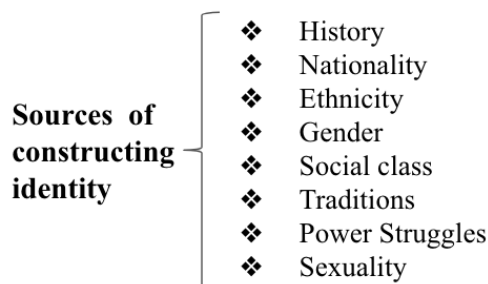 Sources of
constructing
identity
❖ History
❖ Nationality
❖ Ethnicity
❖ Gender
❖ Social class
❖ Traditions
❖ Power Struggles
❖ Sexuality